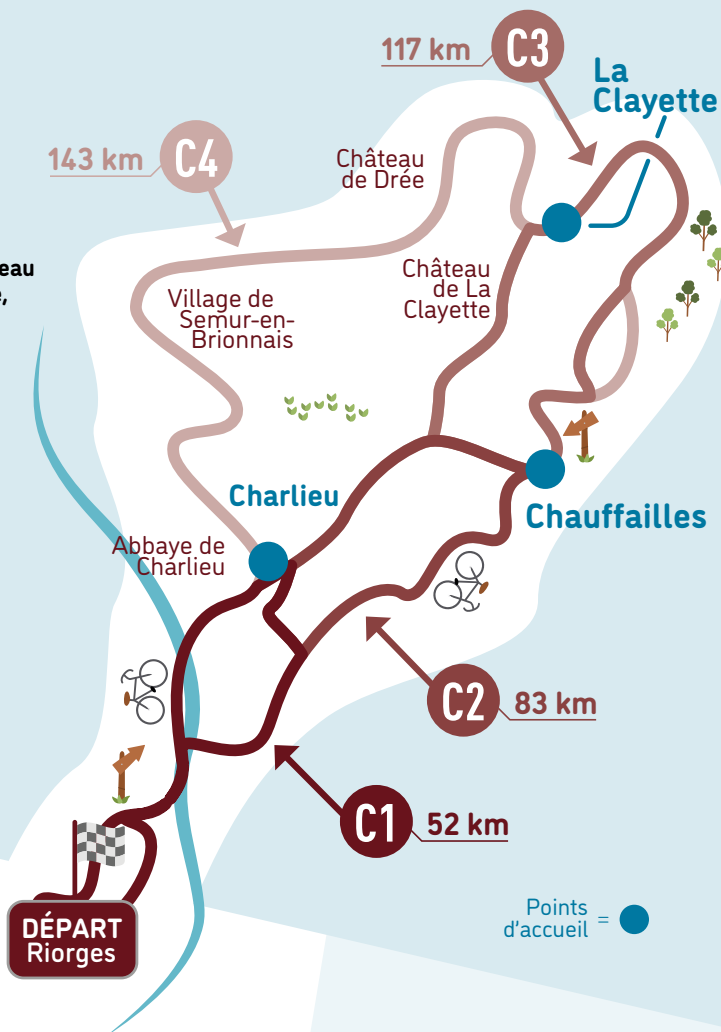 117 km
C3
La
Clayette
143 km
C4
Château
de Drée
eau
Château
de La
Clayette
Village de
Semur-en-
Brionnais
Charlieu
Chauffailles
Abbaye de
Charlieu
C2
83 km
C1
52 km
DÉPART
Riorges
Points
d'accueil
=